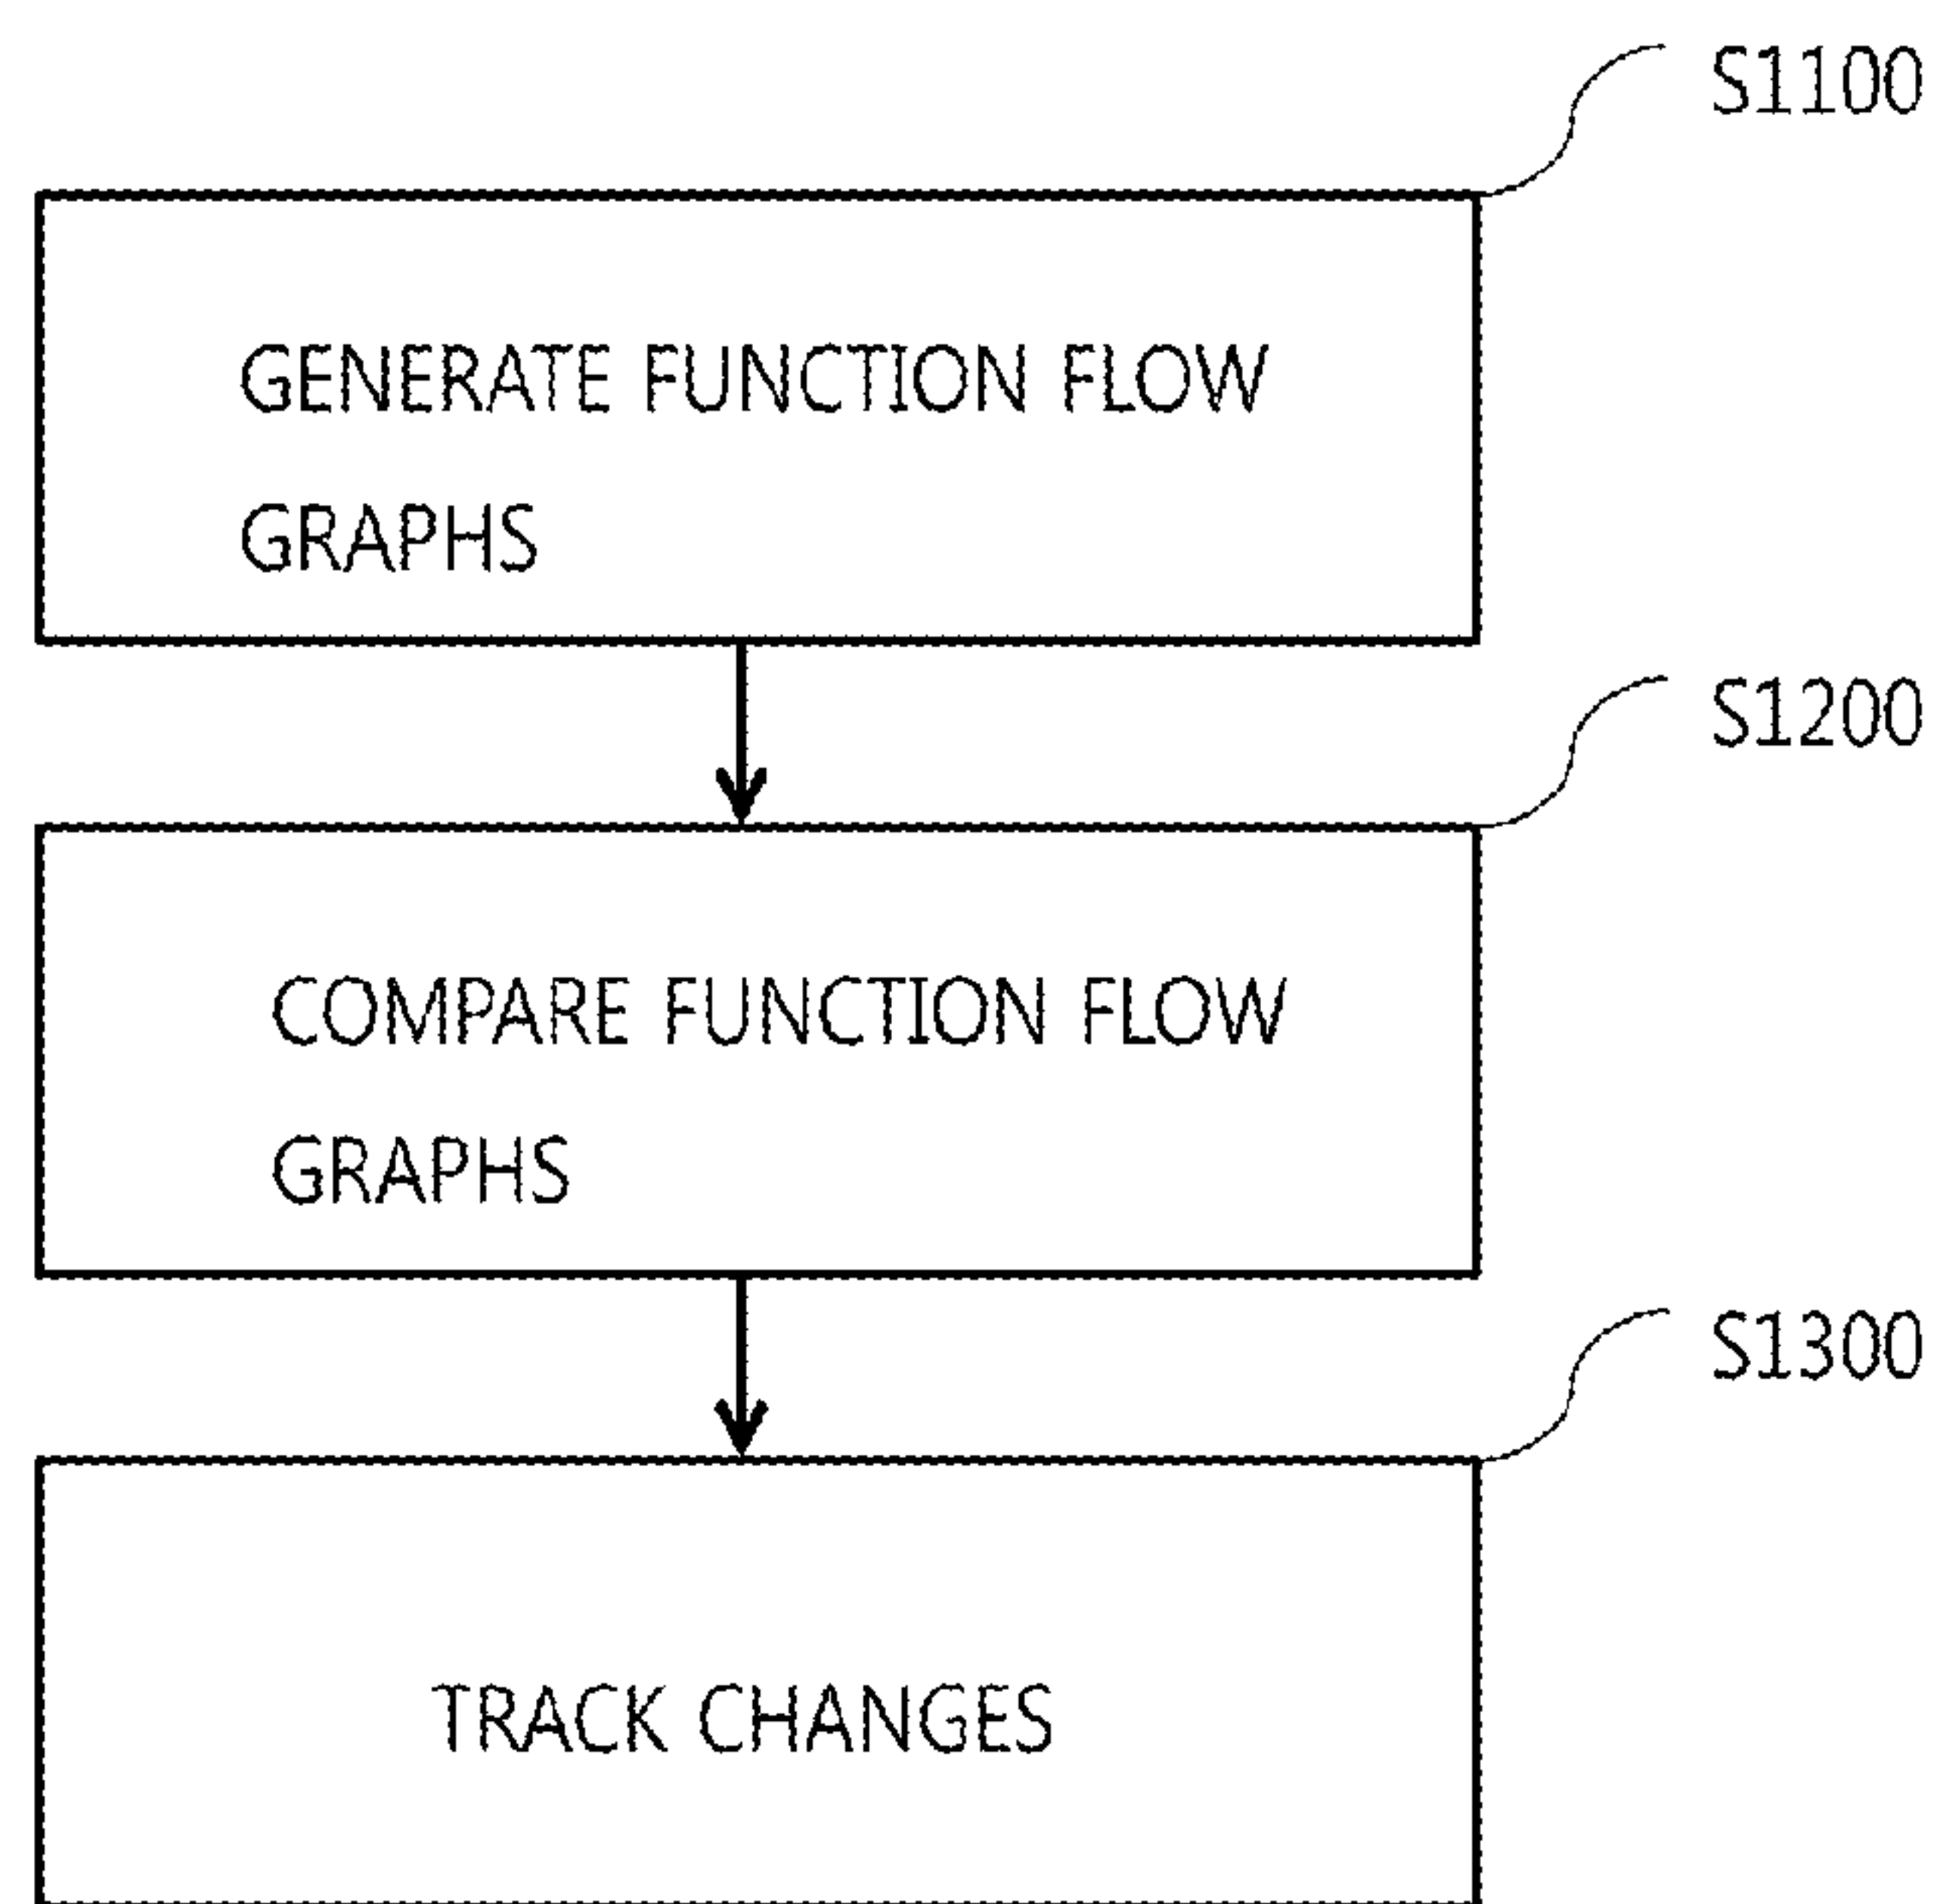 S1100
GENERATE FUNCTION FLOW
GRAPHS
S1200
COMPARE FUNCTION FLOW
GRAPHS
S1300
TRACK CHANGES